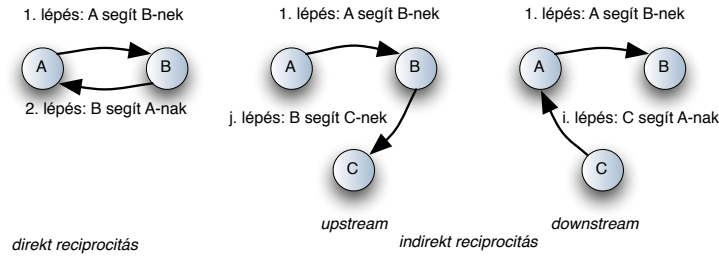 1. lépés: A segít B-nek
A
B
2. lépés: B segít A-nak
direkt reciprocitás
1. lépés: A segít B-nek
A
B
j. lépés: B segít C-nek
C
upstream
1. lépés: A segít B-nek
A
B
i. lépés: C segít A-nak
C
downstream
indirekt reciprocitás